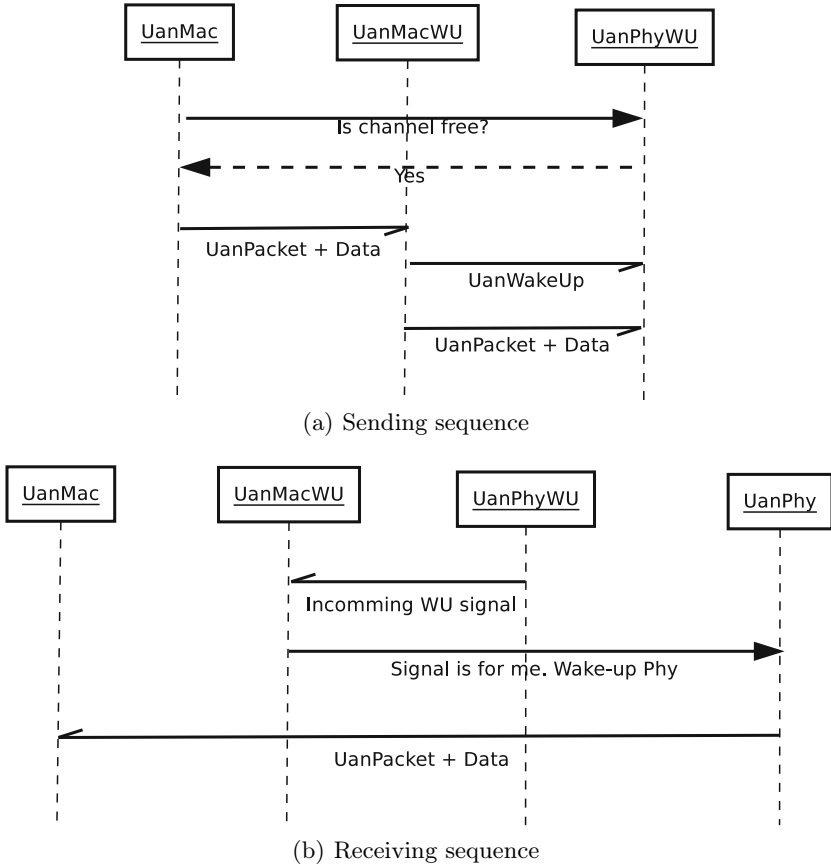 UanMac
UanMacWU
UanPhyWU
Is channel free?
Yes
UanPacket + Data
UanWakeUp
UanPacket + Data
(a) Sending sequence
UanMac
UanMacWU
UanPhyWU
UanPhy
Incomming WU signal
Signal is for me. Wake-up Phy
UanPacket + Data
(b) Receiving sequence